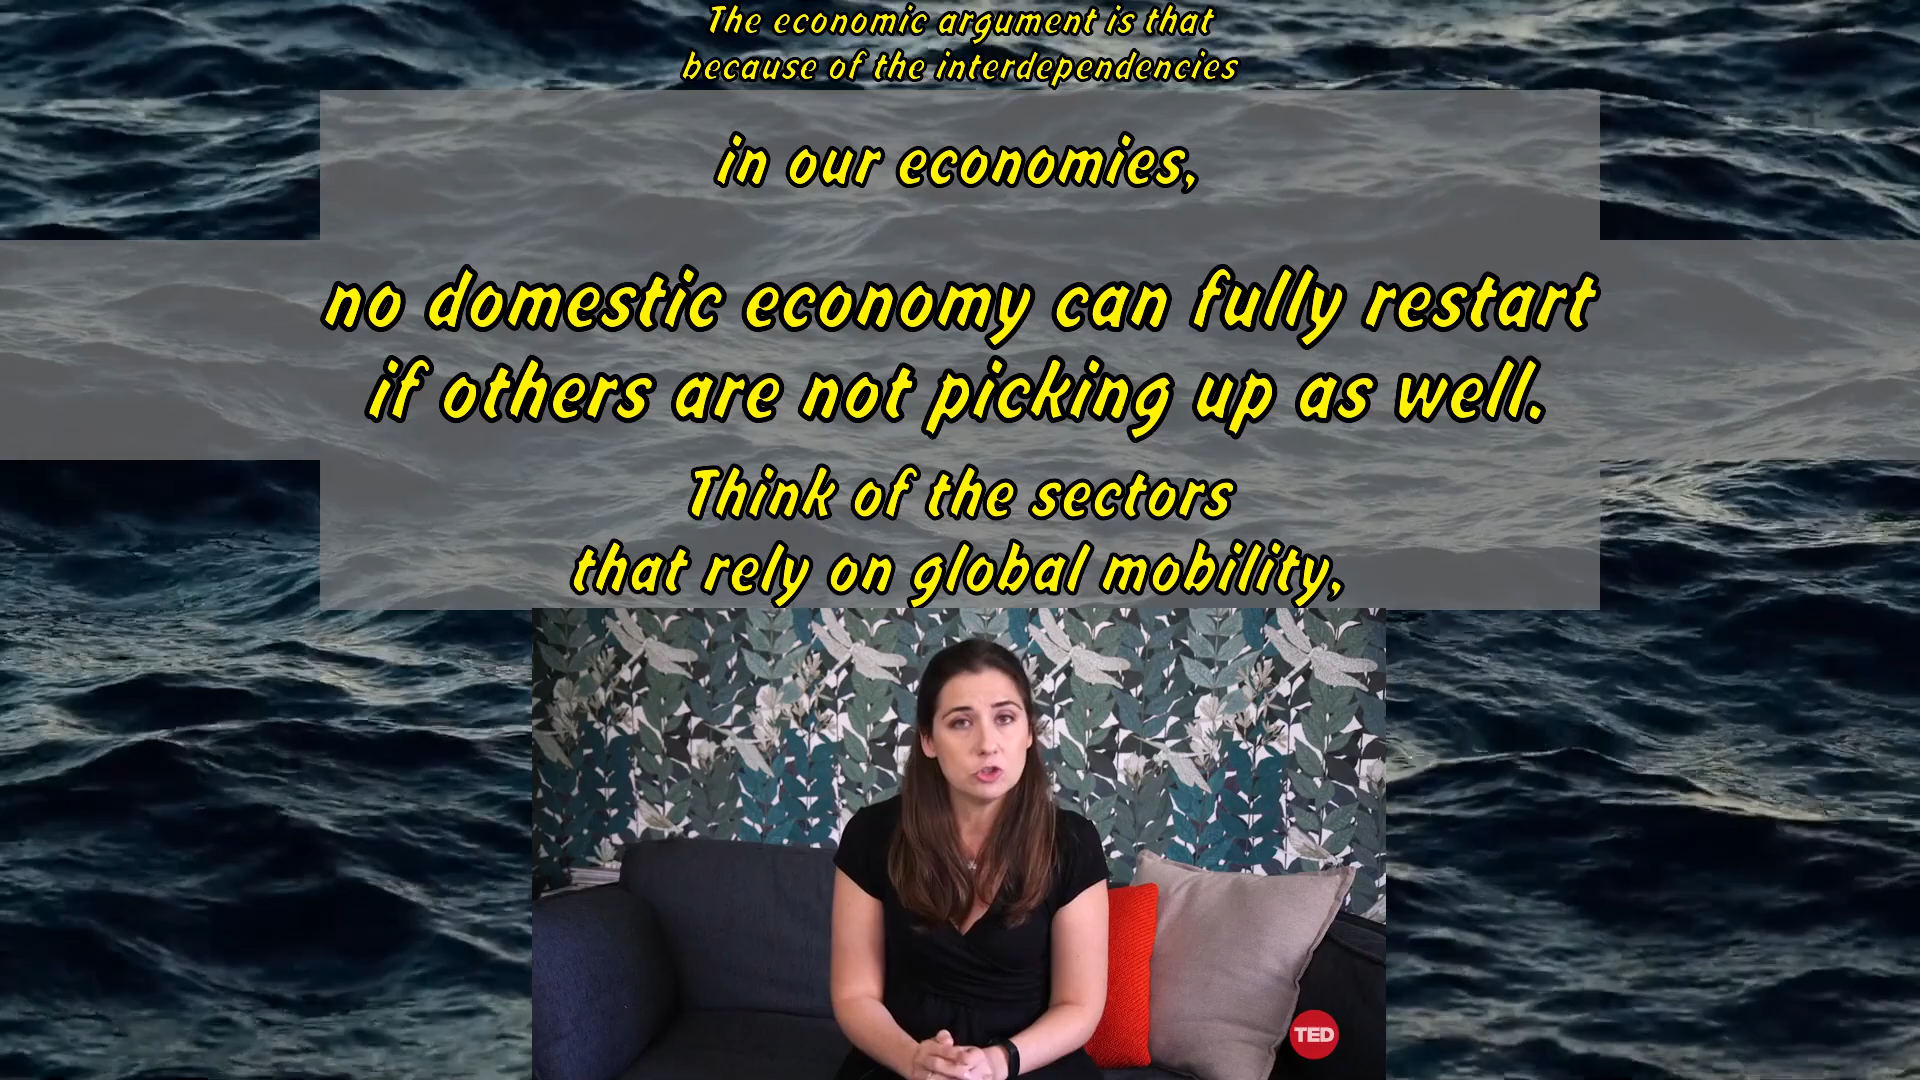 The economic argument is that
because of the interdependencies
in our economies,
no domestic economy can fully restart
if others are not picking up as well.
Think of the sectors
that rely on global mobility,
TED